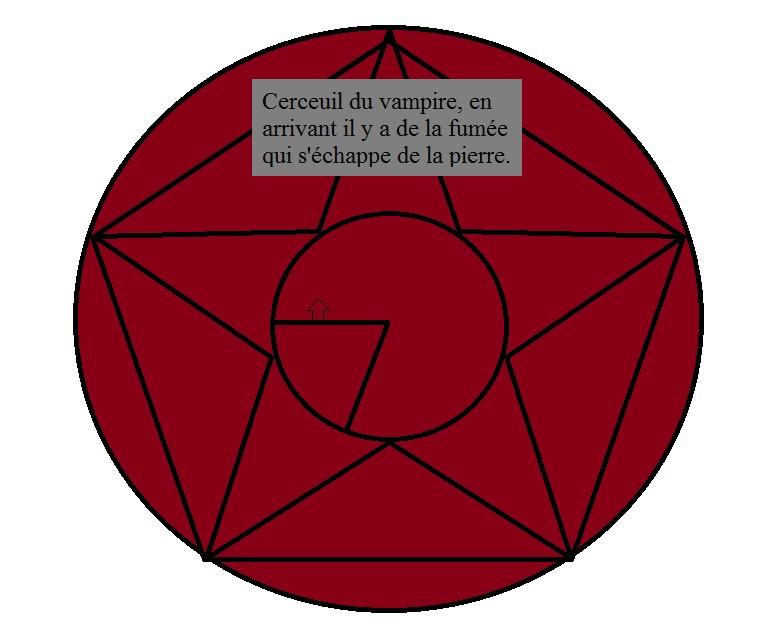 Cerceuil du vampire, en
arrivant il y a de la fumée
qui s'échappe de la pierre.